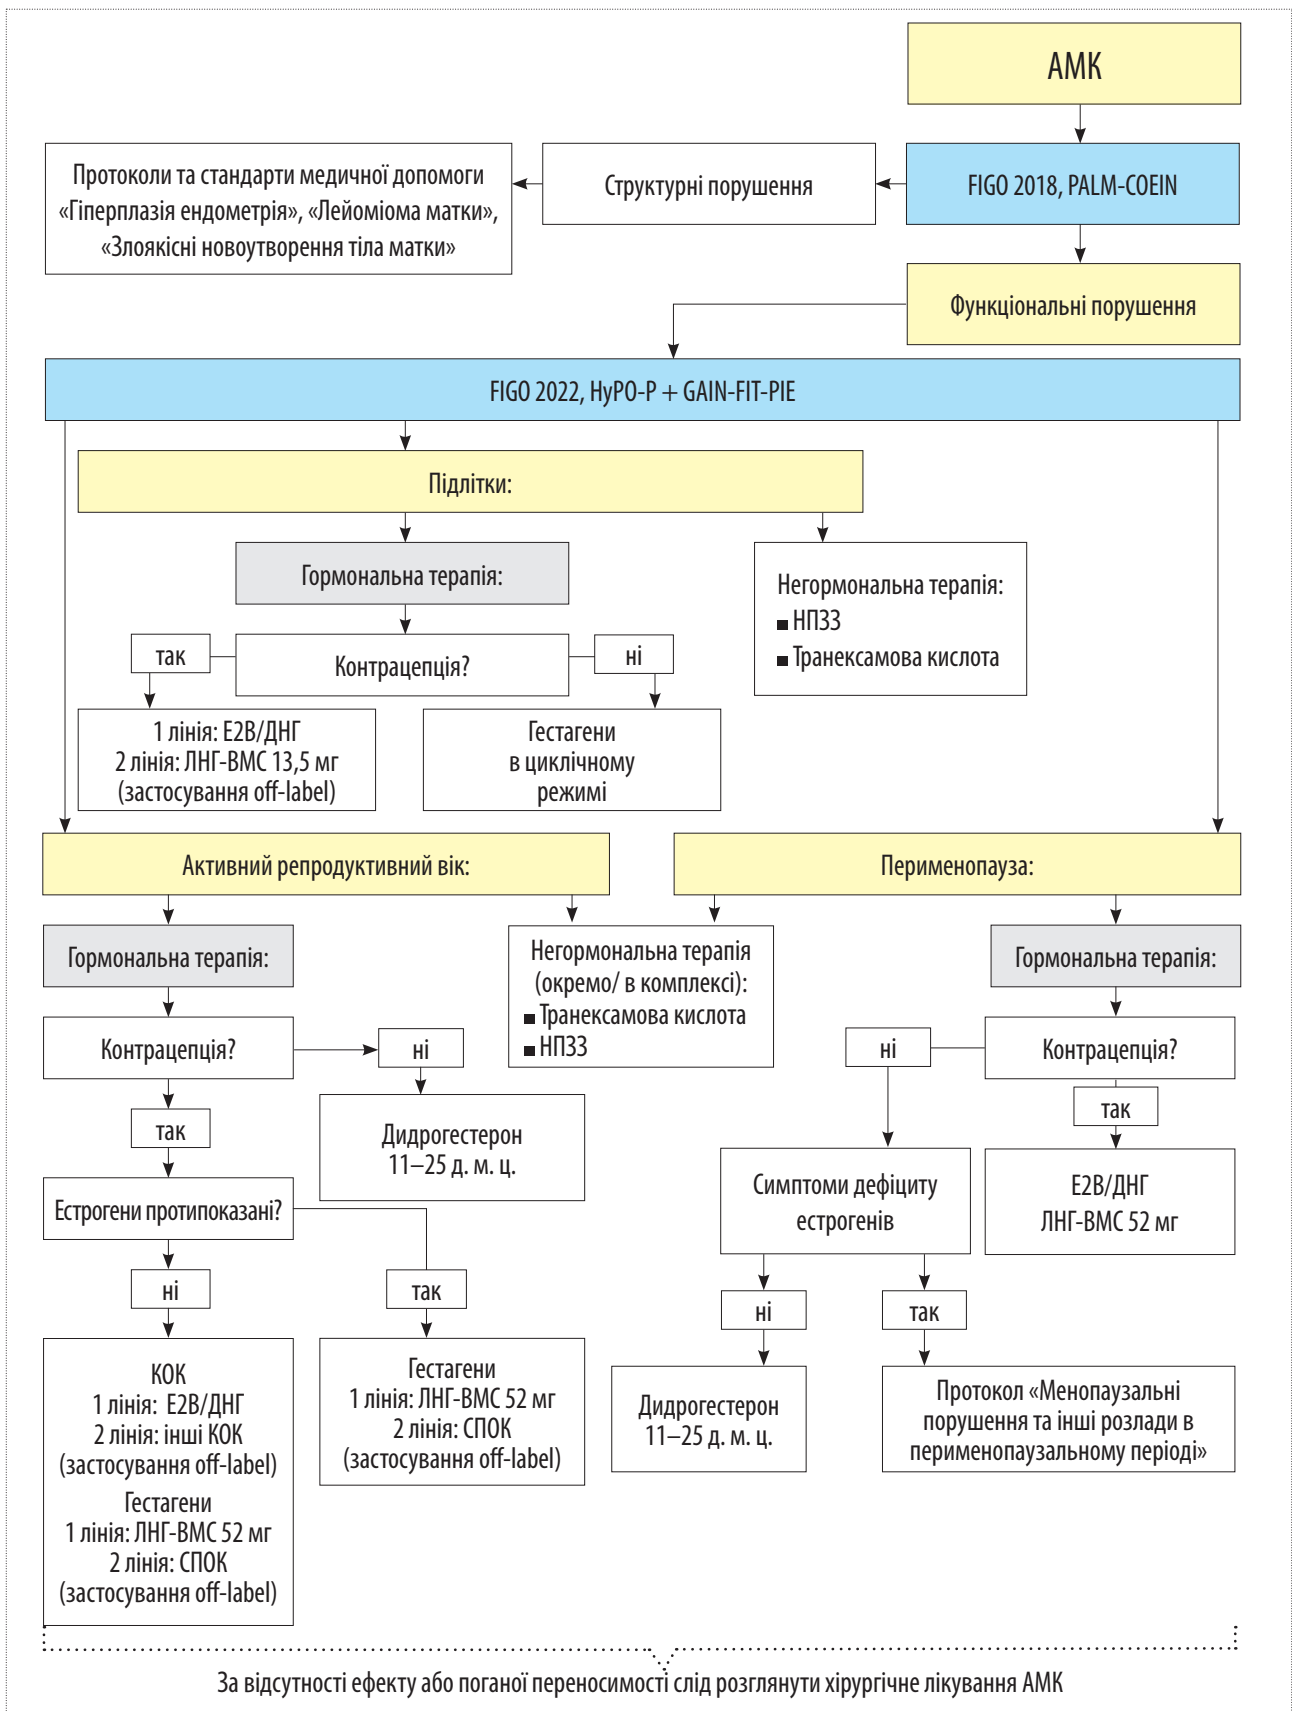 АМК
Протоколи та стандарти медичної допомоги
«Гіперплазія ендометрія», «Лейоміома матки»,
«Злоякісні новоутворення тіла матки»
Структурні порушення
FIGO 2018, PALM-COEIN
Функціональні порушення
FIGO 2022, HyPO-P + GAIN-FIT-PIE
Підлітки:
Гормональна терапія:
Негормональна терапія:
■ НПЗЗ
■ Транексамова кислота
так
Контрацепція?
ні
1 лінія: Е2В/ДНГ
2 лінія: ЛНГ-ВМС 13,5 мг
(застосування off-label)
Гестагени
в циклічному
режимі
Активний репродуктивний вік:
Перименопауза:
Гормональна терапія:
Негормональна терапія
(окремо/ в комплексі):
■ Транексамова кислота
■ НПЗЗ
Гормональна терапія:
Контрацепція?
ні
ні
Контрацепція?
так
Дидрогестерон
11–25 д. м. ц.
так
Естрогени протипоказані?
Симптоми дефіциту
естрогенів
Е2В/ДНГ
ЛНГ-ВМС 52 мг
ні
так
ні
так
КОК
1 лінія: Е2В/ДНГ
2 лінія: інші КОК
(застосування off-label)
Гестагени
1 лінія: ЛНГ-ВМС 52 мг
2 лінія: СПОК
(застосування off-label)
Гестагени
1 лінія: ЛНГ-ВМС 52 мг
2 лінія: СПОК
(застосування off-label)
Дидрогестерон
11–25 д. м. ц.
Протокол «Менопаузальні
порушення та інші розлади в
перименопаузальному періоді»
За відсутності ефекту або поганої переносимості слід розглянути хірургічне лікування АМК